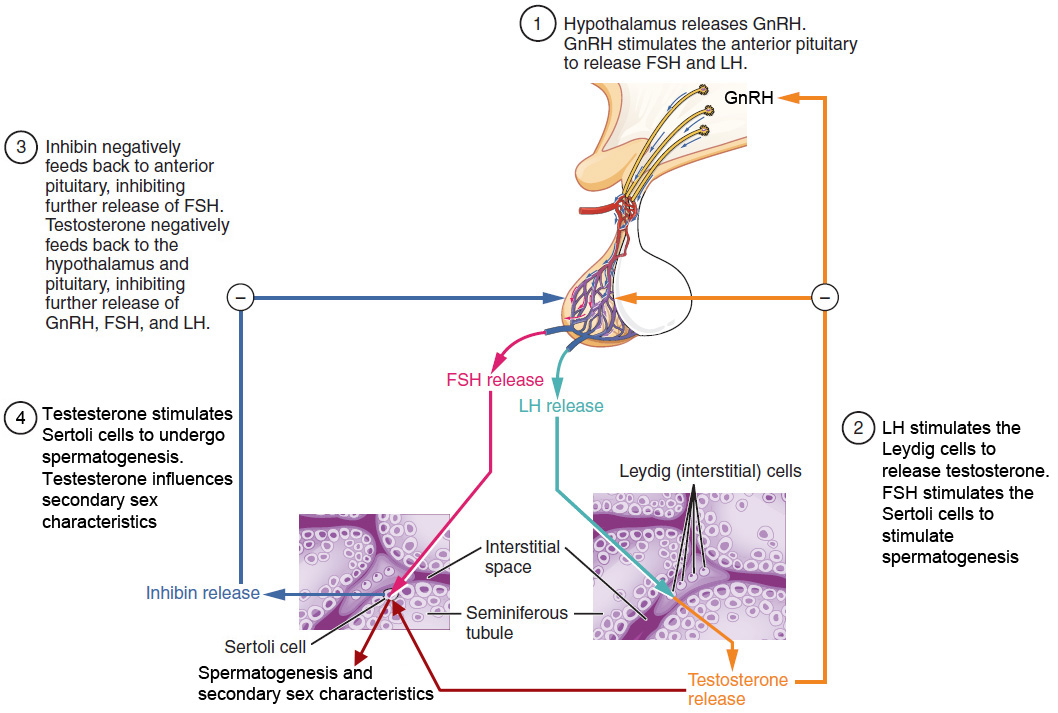 1
Hypothalamus releases GnRH.
GnRH stimulates the anterior pituitary
to release FSH and LH.
GnRH
3
Inhibin negatively
feeds back to anterior
pituitary, inhibiting
further release of FSH.
Testosterone negatively
feeds back to the
hypothalamus and
pituitary, inhibiting
further release of
GnRH, FSH, and LH.
–
–
FSH release
LH release
4
Testesterone stimulates
Sertoli cells to undergo
spermatogenesis.
Testosterone influences
secondary sex
characteristics
2
LH stimulates the
Leydig cells to
release testosterone.
FSH stimulates the
Sertoli cells to
stimulate
spermatogenesis
Leydig (interstitial) cells
Interstitial
space
Inhibin release
Seminiferous
tubule
Sertoli cell
Spermatogenesis and
secondary sex characteristics
Testosterone
release